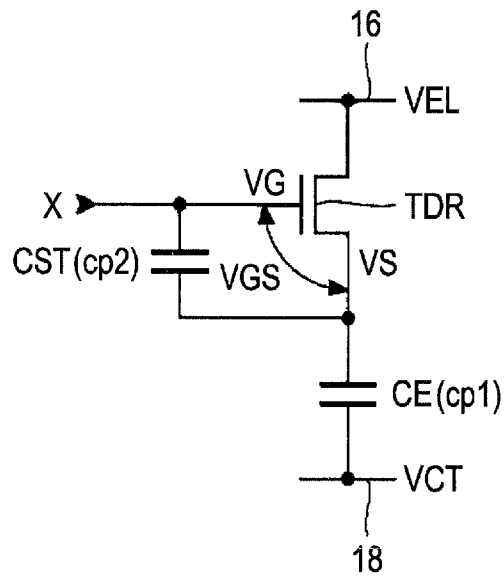 16
VEL
X
VG
TDR
CST(cp2)
VGS
VS
CE(cp1)
VCT
18